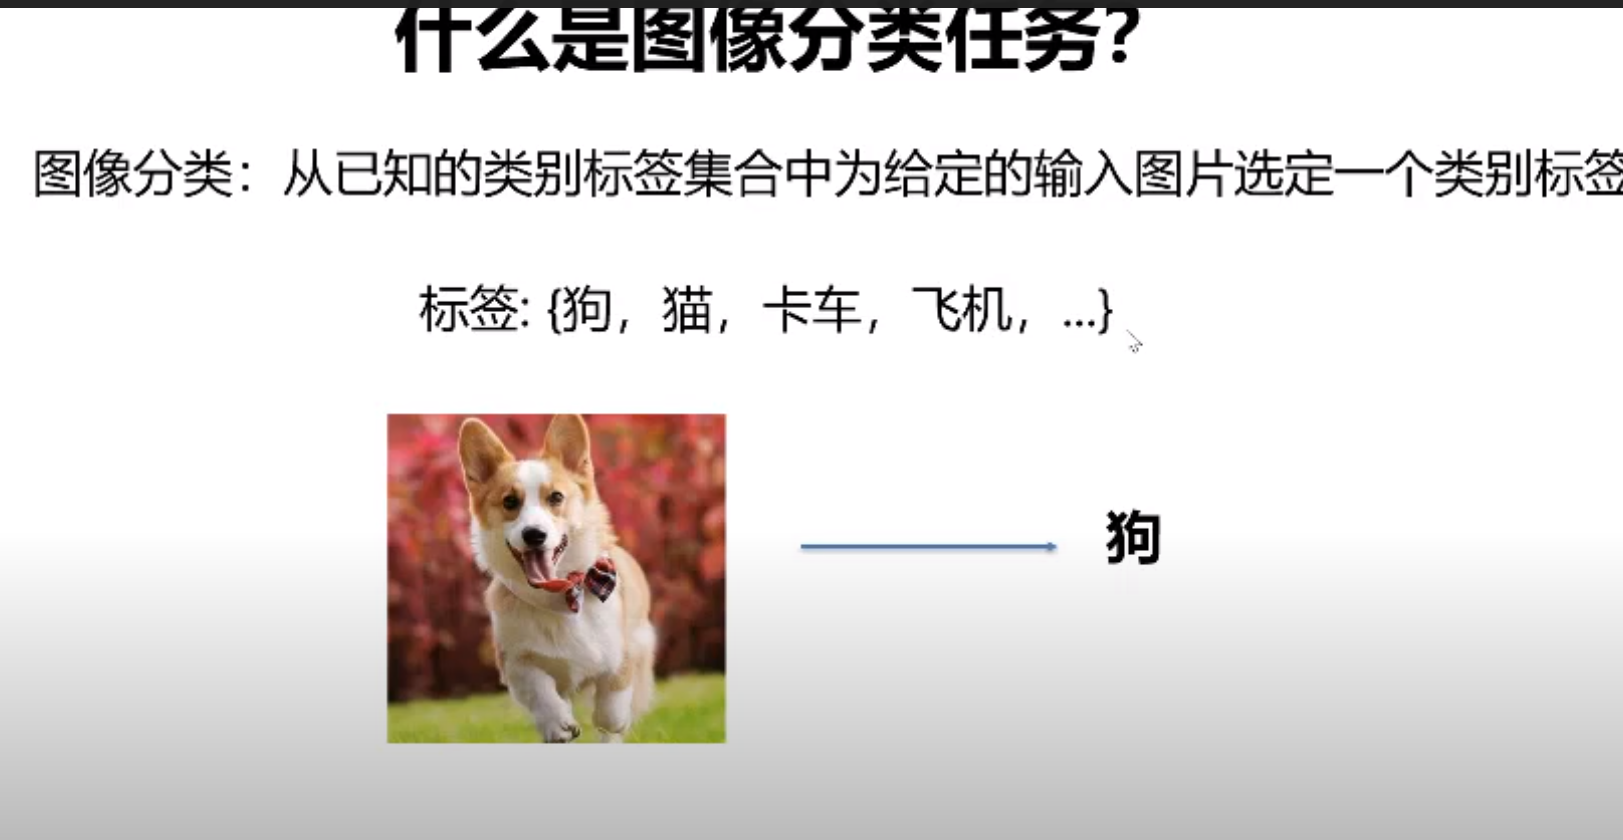 什么是图像分类任务？
图像分类：从已知的类别标签集合中为给定的输入图片选定一个类别标签
标签: {狗，猫，卡车，飞机，...}
狗